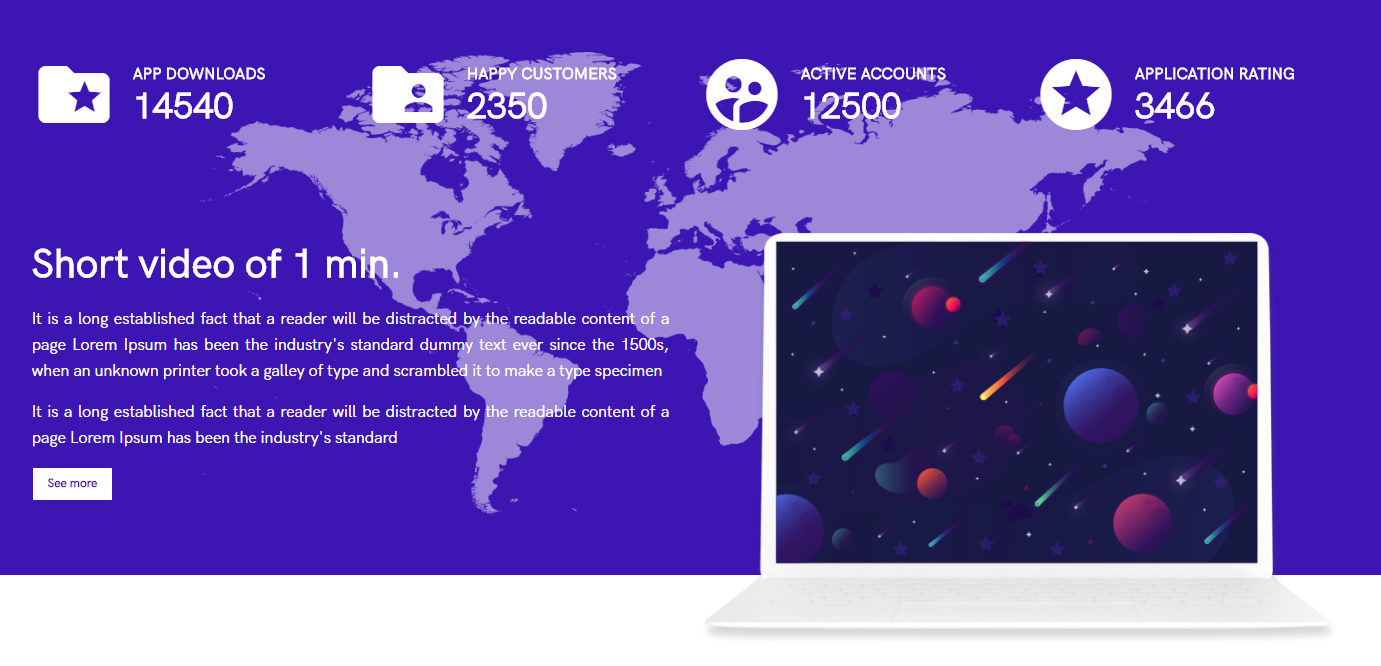 APP DOWNLOADS
14540
HAPPY CUSTOMERS
2350
ACTIVE ACCOUNTS
12500
APPLICATION RATING
3466
Short video of 1 min.
It is a long established fact that a reader will be distracted by the readable content of a
page Lorem Ipsum has been the industry's standard dummy text ever since the 1500s,
when an unknown printer took a galley of type and scrambled it to make a type specimen
It is a long established fact that a reader will be distracted by the readable content of a
page Lorem Ipsum has been the industry's standard
See more